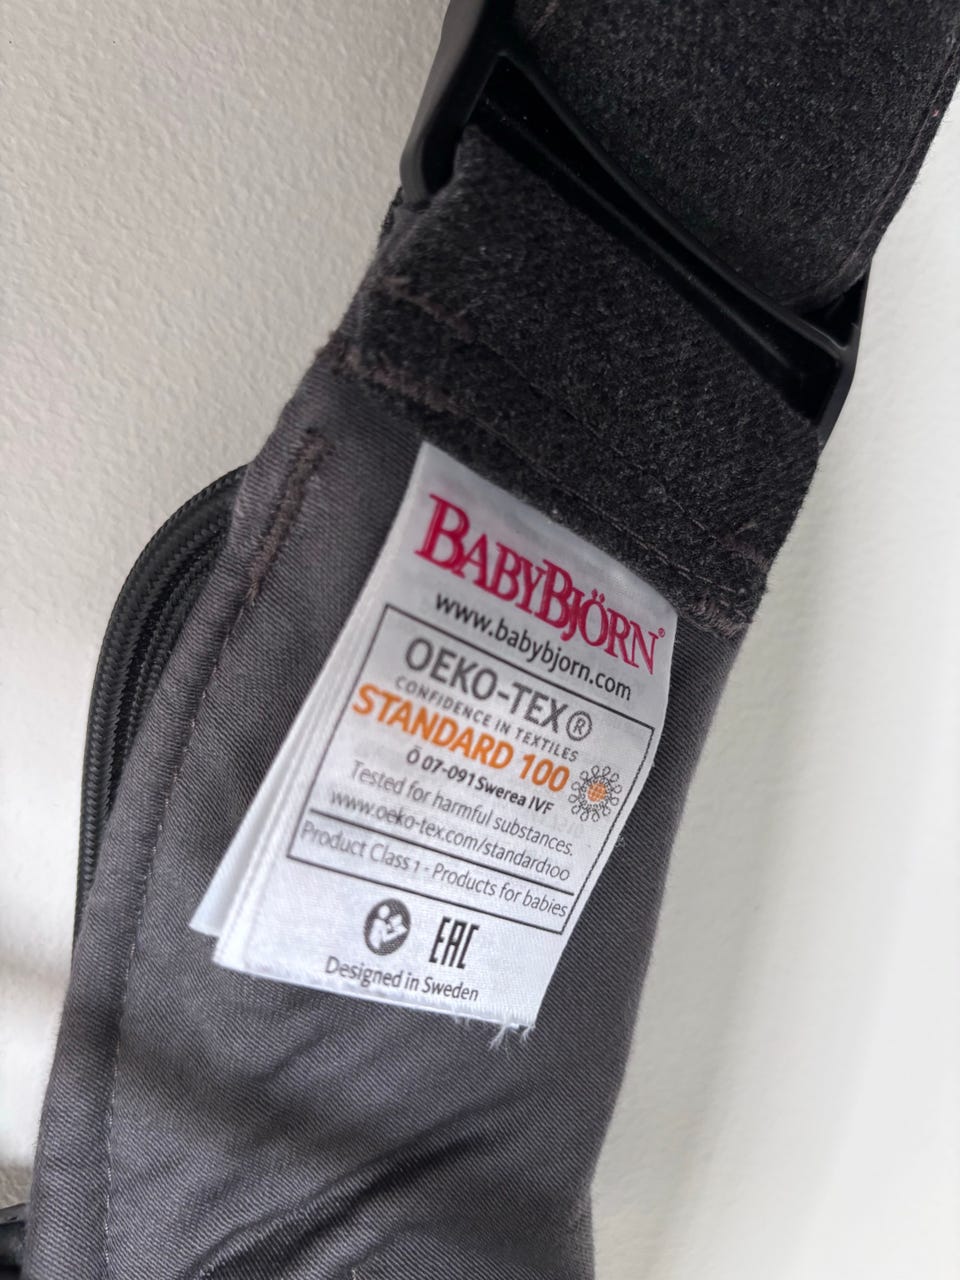 BABYBJÖRN®
www.babybjorn.com
OEKO-TEX®
CONFIDENCE IN TEXTILES
STANDARD 100
Ö 07-091 Swerea IVF
Tested for harmful substances.
www.oeko-tex.com/standard100
Product Class 1 - Products for babies
EAC
Designed in Sweden